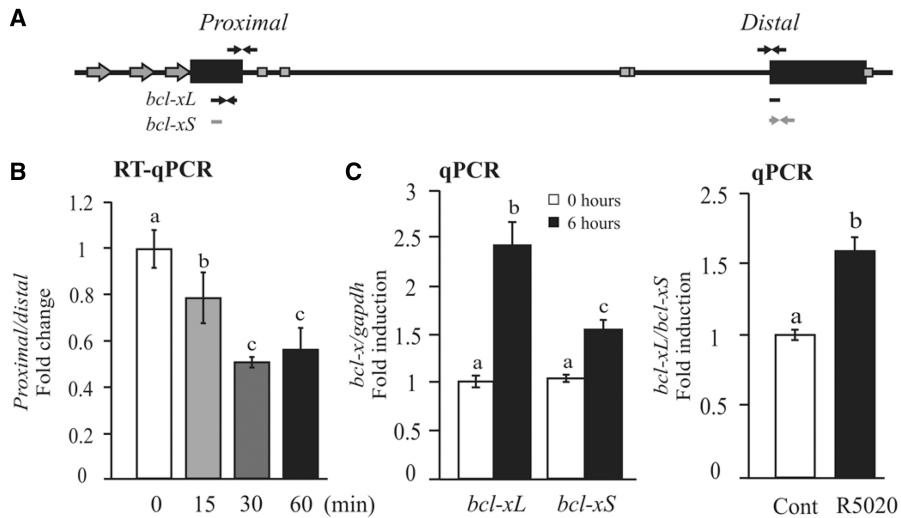 A
Proximal Distal
bcl-xL
bcl-xS
B RT-qPCR
Proximal/distal
Fold change
1.2
1
0.8
0.6
0.4
0.2
0
a
b
c
c
0 15 30 60 (min)
C qPCR
bcl-x/gapdh
Fold induction
3
2.5
2
1.5
1
0.5
0
0 hours
6 hours
a
b
a
c
bcl-xL bcl-xS
qPCR
bcl-xL/bcl-xS
Fold induction
2.5
1.5
1
0.5
0
a
b
Cont R5020